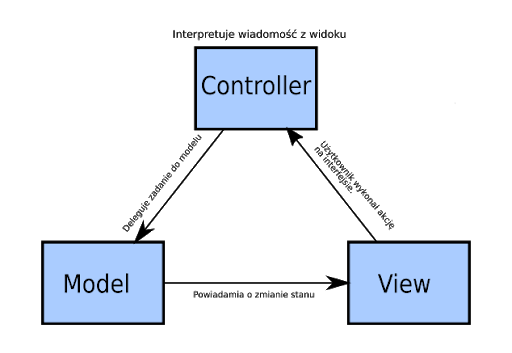 Interpretuje wiadomość z widoku
Controller
Deleguje zadanie do modelu
Użytkownik wykonał akcję
na interfejsie.
Model
View
Powiadamia o zmianie stanu